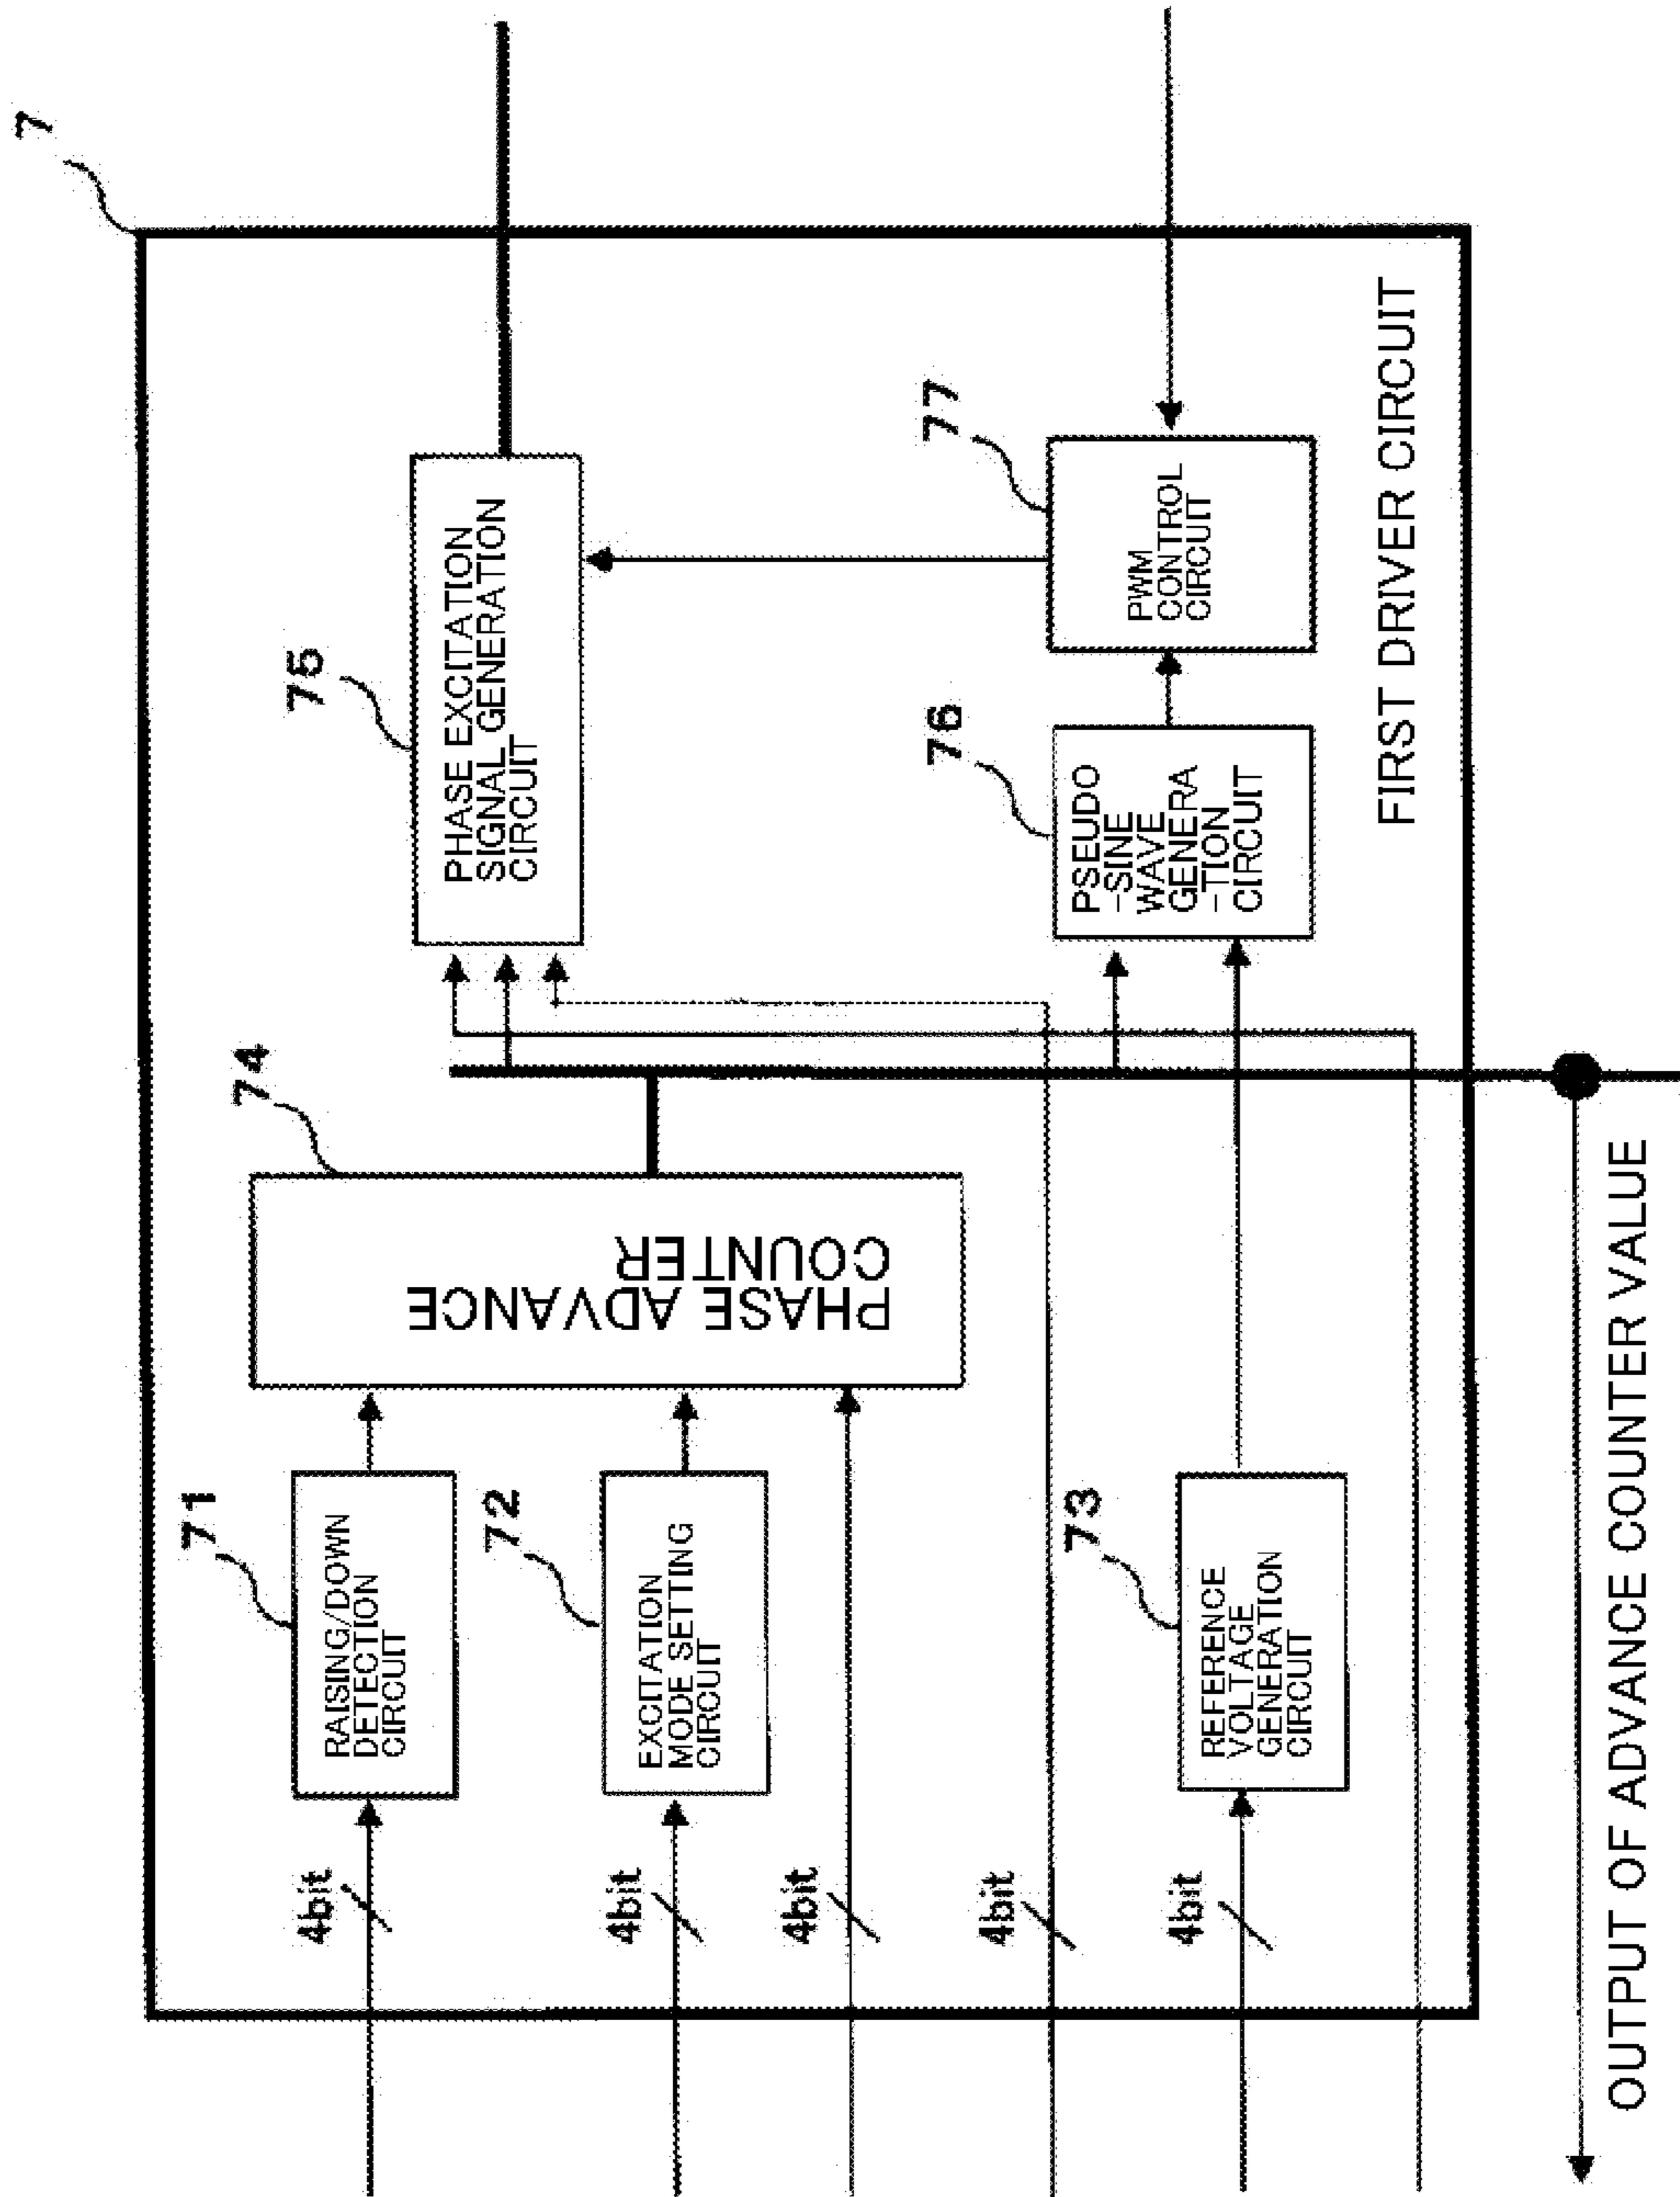 7
4bit
71
RAISING/DOWN
DETECTION
CIRCUIT
4bit
72
EXCITATION
MODE SETTING
CIRCUIT
4bit
4bit
4bit
73
REFERENCE
VOLTAGE
GENERATION
CIRCUIT
74
PHASE ADVANCE
COUNTER
75
PHASE EXCITATION
SIGNAL GENERATION
CIRCUIT
76
PSEUDO
-SINE
WAVE
GENERA
-TION
CIRCUIT
77
PWM
CONTROL
CIRCUIT
FIRST DRIVER CIRCUIT
OUTPUT OF ADVANCE COUNTER VALUE